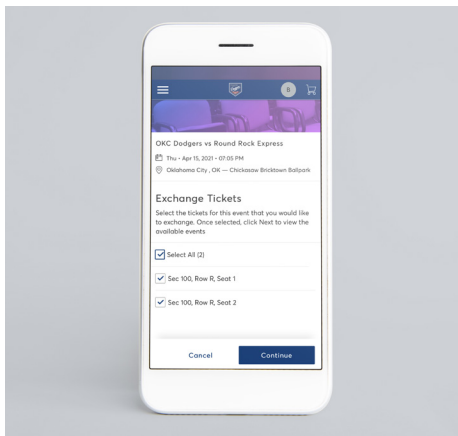 B
OKC Dodgers vs Round Rock Express
Thu • Apr 15, 2021 • 07:05 PM
Oklahoma City , OK — Chickasaw Bricktown Ballpark
Exchange Tickets
Select the tickets for this event that you would like
to exchange. Once selected, click Next to view the
available events
Select All (2)
Sec 100, Row R, Seat 1
Sec 100, Row R, Seat 2
Cancel
Continue